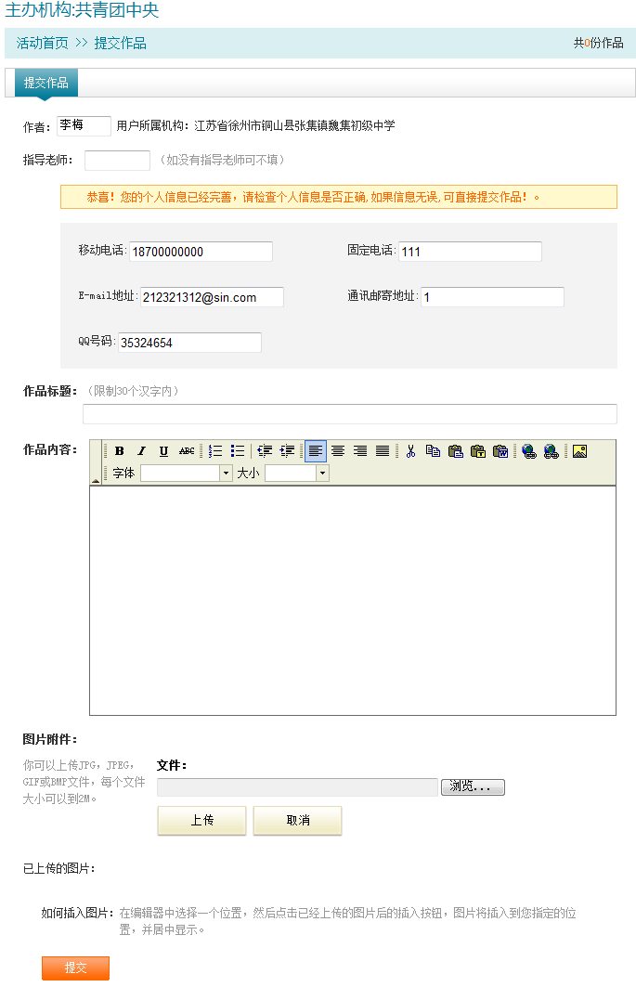 主办机构:共青团中央
活动首页 >> 提交作品 共0份作品
提交作品
作者: 李梅 用户所属机构: 江苏省徐州市铜山县张集镇魏集初级中学
指导老师: （如没有指导老师可不填）
恭喜! 您的个人信息已经完善，请检查个人信息是否正确, 如果信息无误, 可直接提交作品! 。
移动电话: 18700000000 固定电话: 111
E-mail地址: 212321312@sin.com 通讯邮寄地址: 1
QQ号码: 35324654
作品标题: （限制30个汉字内）
作品内容: B I U ABC
字体 大小
图片附件:
你可以上传JPG，JPEG，
GIF或BMP文件，每个文件
大小可以到2M。
文件:
浏览...
上传 取消
已上传的图片:
如何插入图片: 在编辑器中选择一个位置，然后点击已经上传的图片后的插入按钮，图片将插入到您指定的位
置，并居中显示。
提交